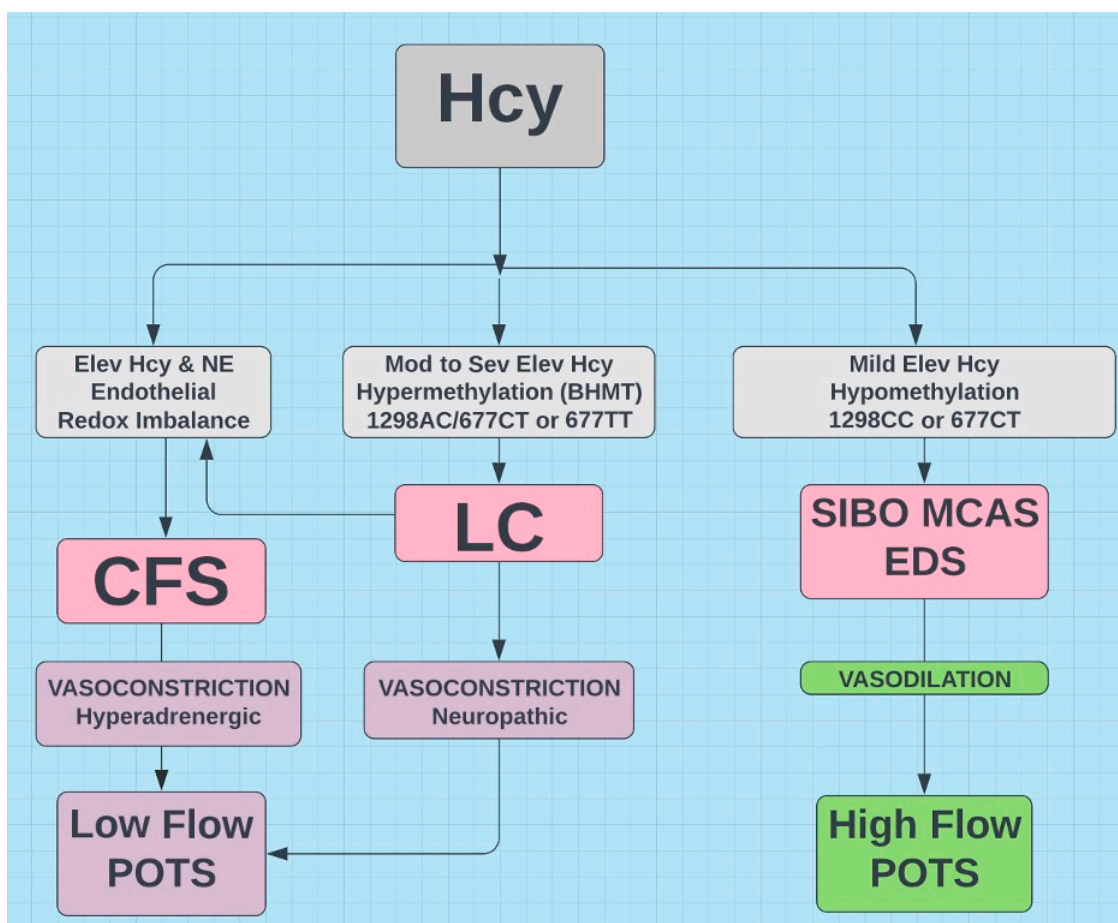 Hcy
Elev Hcy & NE
Endothelial
Redox Imbalance
Mod to Sev Elev Hcy
Hypermethylation (BHMT)
1298AC/677CT or 677TT
Mild Elev Hcy
Hypomethylation
1298CC or 677CT
CFS
LC
SIBO MCAS
EDS
VASOCONSTRICTION
Hyperadrenergic
VASOCONSTRICTION
Neuropathic
VASODILATION
Low Flow
POTS
High Flow
POTS